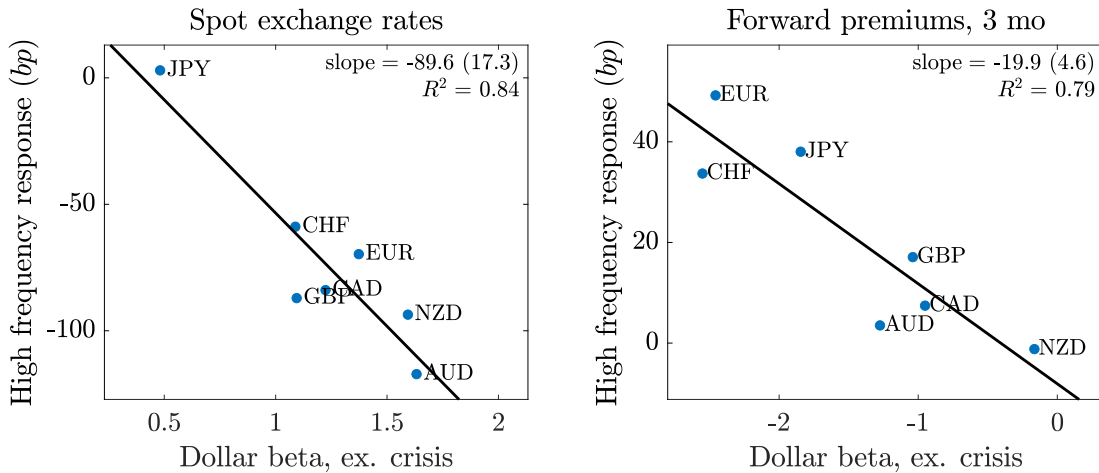 Spot exchange rates
High frequency response (bp)
0
-50
-100
slope = -89.6 (17.3)
R² = 0.84
JPY
CHF
EUR
CAD
GBP
NZD
AUD
0.5 1 1.5 2
Dollar beta, ex. crisis
Forward premiums, 3 mo
High frequency response (bp)
40
20
0
slope = -19.9 (4.6)
R² = 0.79
EUR
JPY
CHF
GBP
CAD
AUD
NZD
-2 -1 0
Dollar beta, ex. crisis